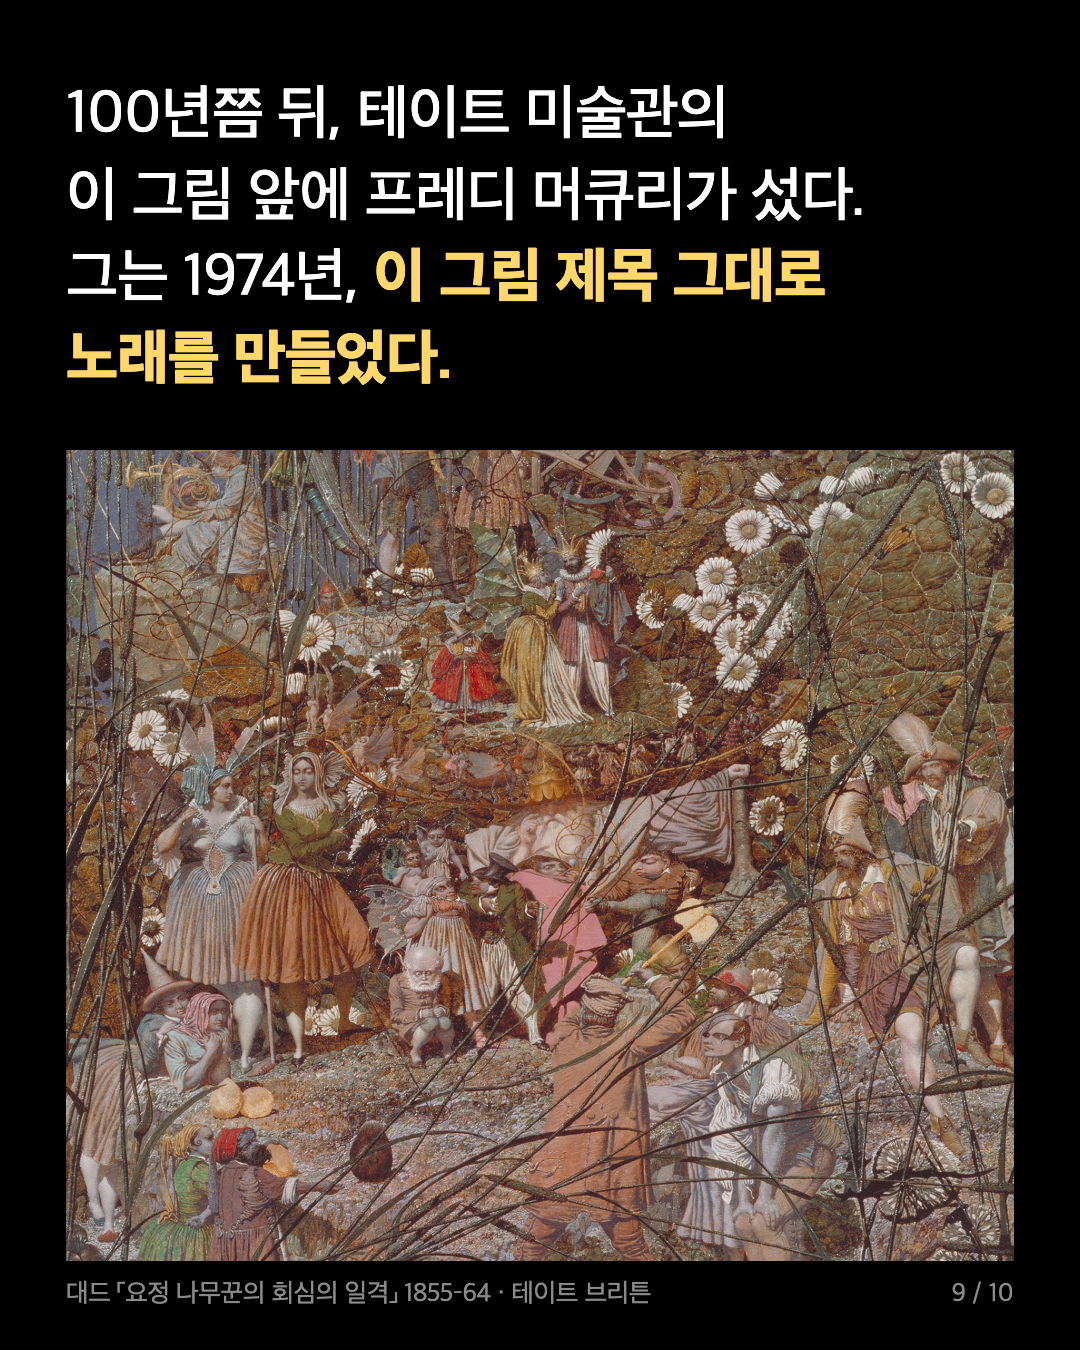 100년쯤 뒤, 테이트 미술관의
이 그림 앞에 프레디 머큐리가 섰다.
그는 1974년, 이 그림 제목 그대로
노래를 만들었다.
대드 「요정 나무꾼의 회심의 일격」 1855-64 · 테이트 브리튼
9 / 10